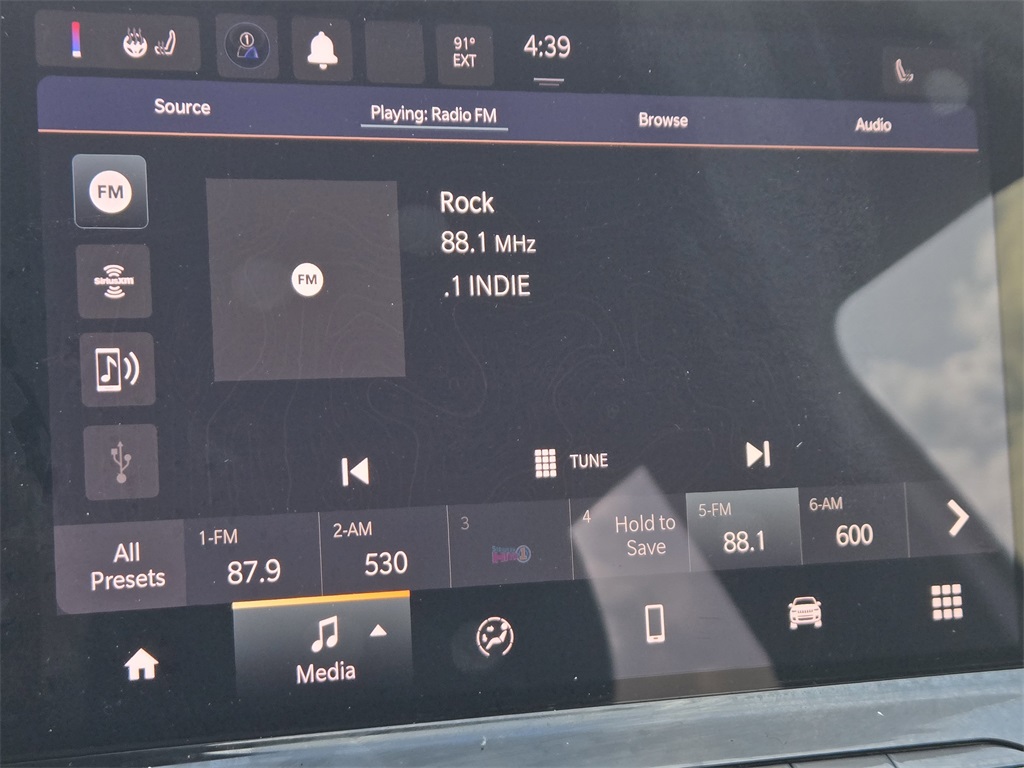 1
91°
EXT
4:39
Source
Playing: Radio FM
Browse
Audio
FM
SiriusXM
FM
Rock
88.1 MHz
.1 INDIE
TUNE
All
Presets
1-FM
87.9
2-AM
530
3
4
Hold to
Save
5-FM
88.1
6-AM
600
Media